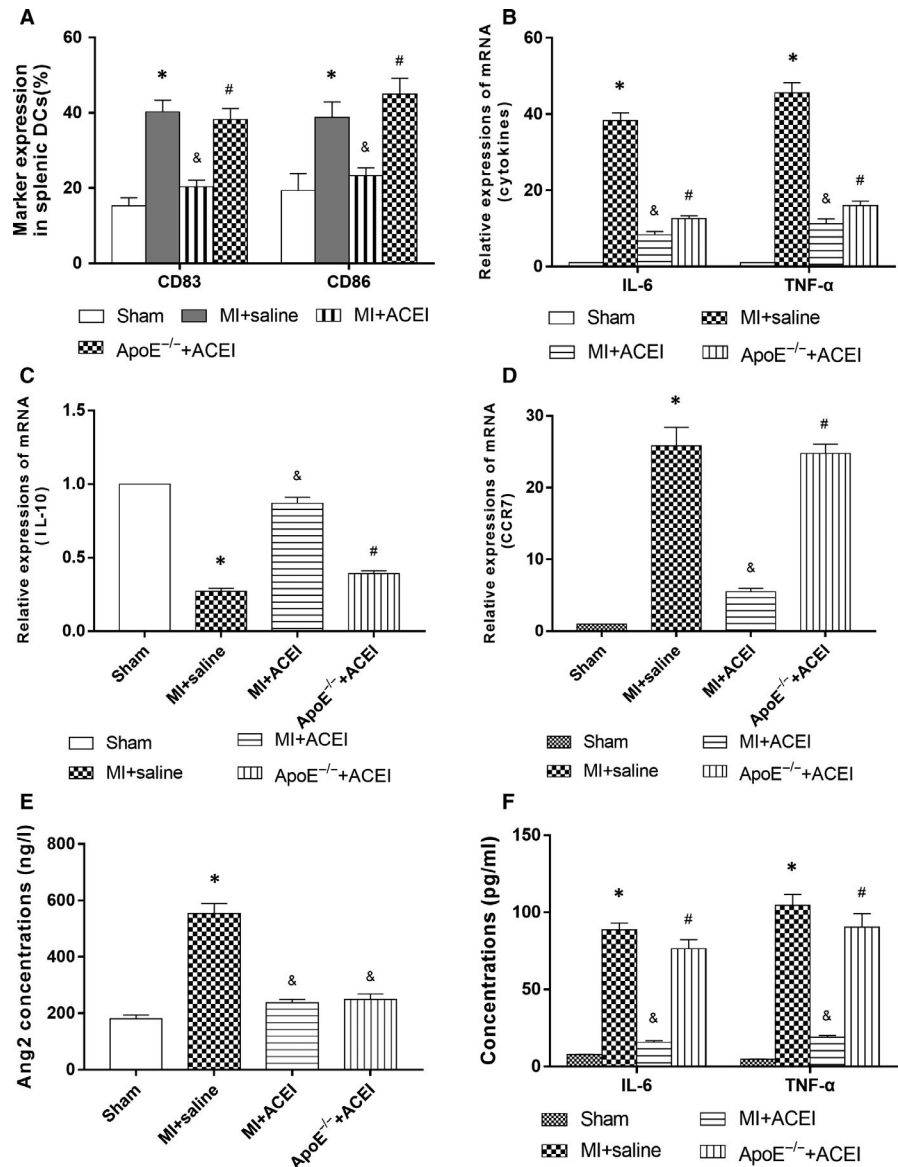 A
Marker expression
in splenic DCs(%)
60
40
20
0
*
&
#
*
&
#
CD83
CD86
Sham
MI+saline
MI+ACEI
ApoE−/−+ACEI
B
Relative expressions of mRNA
(cytokines)
60
40
20
0
*
&
#
*
&
#
IL-6
TNF-α
Sham
MI+saline
MI+ACEI
ApoE−/−+ACEI
C
Relative expressions of mRNA
(IL-10)
1.5
1.0
0.5
0.0
*
&
#
Sham
MI+saline
MI+ACEI
ApoE−/−+ACEI
Sham
MI+ACEI
MI+saline
ApoE−/−+ACEI
D
Relative expressions of mRNA
(CCR7)
30
20
10
0
*
&
#
Sham
MI+saline
MI+ACEI
ApoE−/−+ACEI
Sham
MI+ACEI
MI+saline
ApoE−/−+ACEI
E
Ang2 concentrations (ng/l)
800
600
400
200
0
*
&
&
Sham
MI+saline
MI+ACEI
ApoE−/−+ACEI
F
Concentrations (pg/ml)
150
100
50
0
*
&
#
*
&
#
IL-6
TNF-α
Sham
MI+ACEI
MI+saline
ApoE−/−+ACEI